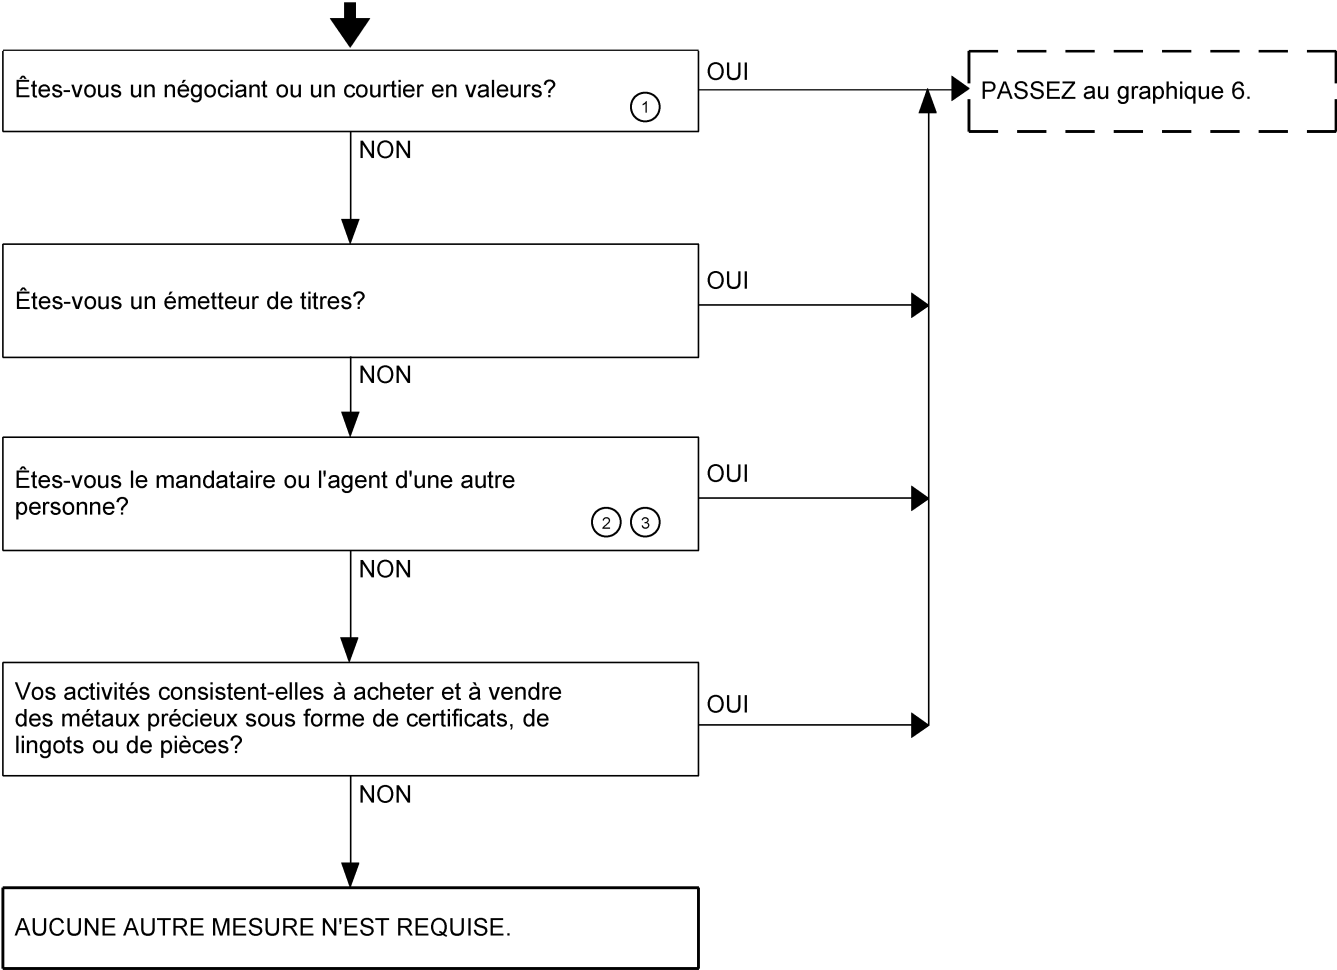 Êtes-vous un négociant ou un courtier en valeurs?
1
OUI
PASSEZ au graphique 6.
NON
Êtes-vous un émetteur de titres?
OUI
NON
Êtes-vous le mandataire ou l'agent d'une autre
personne?
2 3
OUI
NON
Vos activités consistent-elles à acheter et à vendre
des métaux précieux sous forme de certificats, de
lingots ou de pièces?
OUI
NON
AUCUNE AUTRE MESURE N'EST REQUISE.